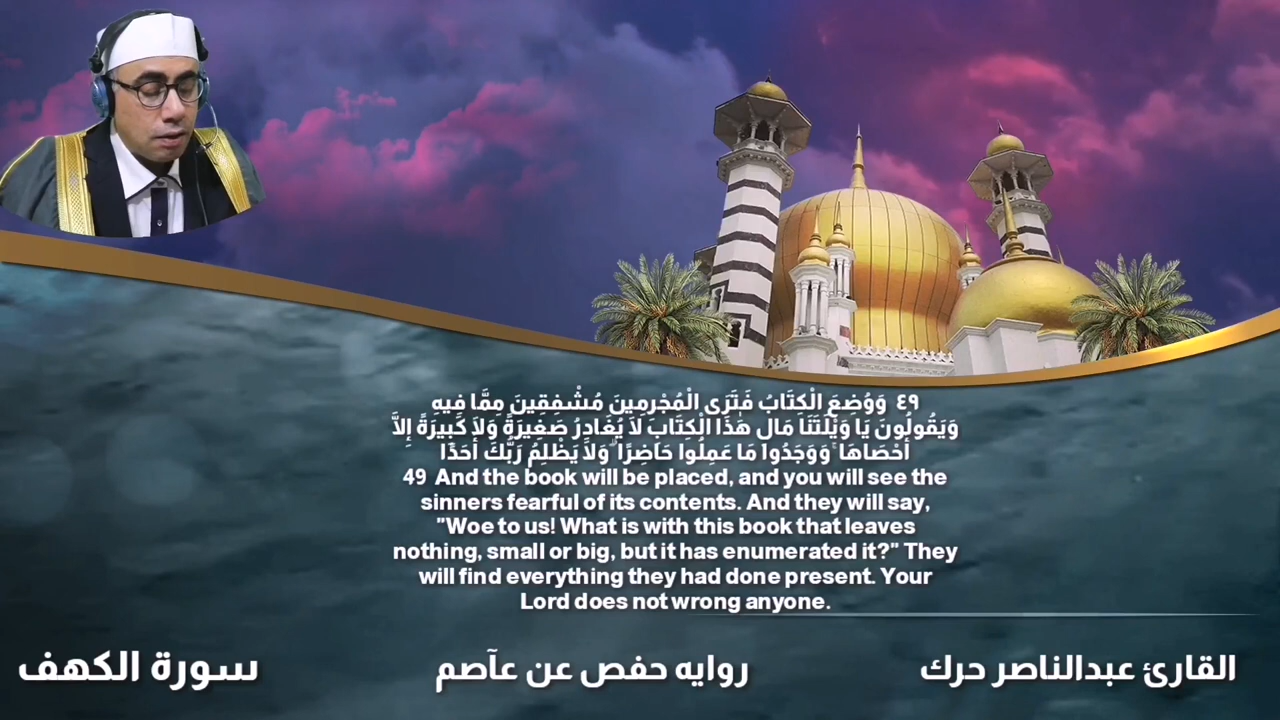 ٤٩ وَوُضِعَ الْكِتَابُ فَتَرَى الْمُجْرِمِينَ مُشْفِقِينَ مِمَّا فِيهِ
وَيَقُولُونَ يَا وَيْلَتَنَا مَالِ هَٰذَا الْكِتَابِ لَا يُغَادِرُ صَغِيرَةً وَلَا كَبِيرَةً إِلَّا
أَحْصَاهَا ۚ وَوَجَدُوا مَا عَمِلُوا حَاضِرًا ۗ وَلَا يَظْلِمُ رَبُّكَ أَحَدًا
49 And the book will be placed, and you will see the
sinners fearful of its contents. And they will say,
"Woe to us! What is with this book that leaves
nothing, small or big, but it has enumerated it?" They
will find everything they had done present. Your
Lord does not wrong anyone.
القارئ عبدالناصر حرك
روايه حفص عن عآصم
سورة الكهف